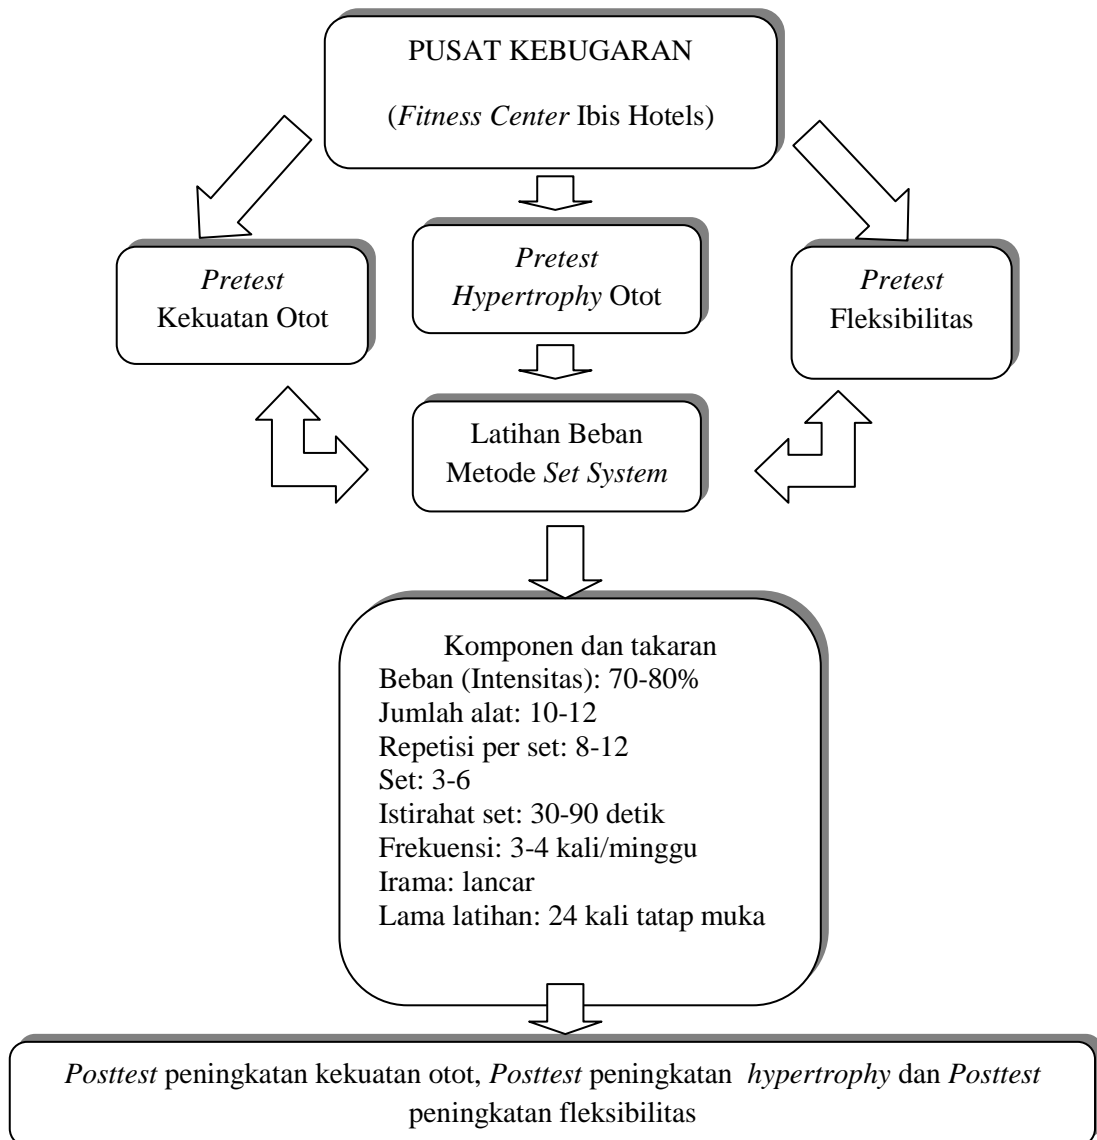 PUSAT KEBUGARAN
(Fitness Center Ibis Hotels)
Pretest
Kekuatan Otot
Pretest
Hypertrophy Otot
Pretest
Fleksibilitas
Latihan Beban
Metode Set System
Komponen dan takaran
Beban (Intensitas): 70-80%
Jumlah alat: 10-12
Repetisi per set: 8-12
Set: 3-6
Istirahat set: 30-90 detik
Frekuensi: 3-4 kali/minggu
Irama: lancar
Lama latihan: 24 kali tatap muka
Posttest peningkatan kekuatan otot, Posttest peningkatan hypertrophy dan Posttest
peningkatan fleksibilitas